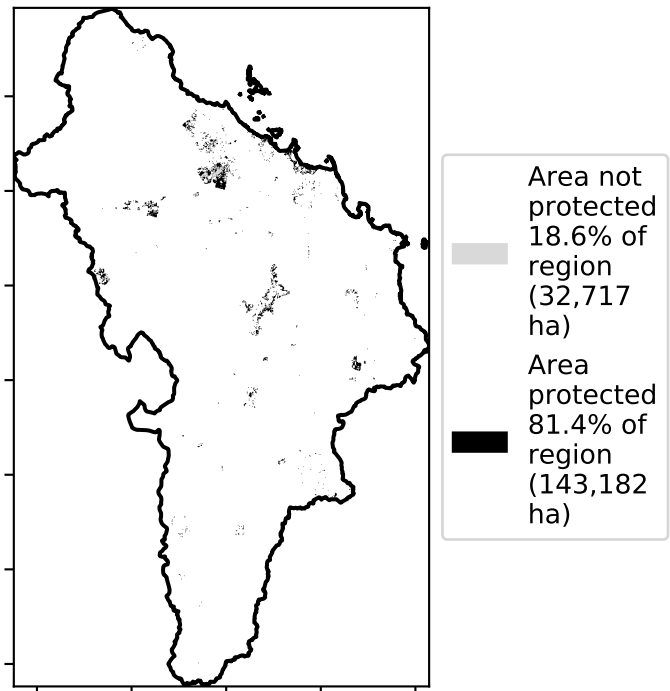 Area not
protected
18.6% of
region
(32,717
ha)
Area
protected
81.4% of
region
(143,182
ha)